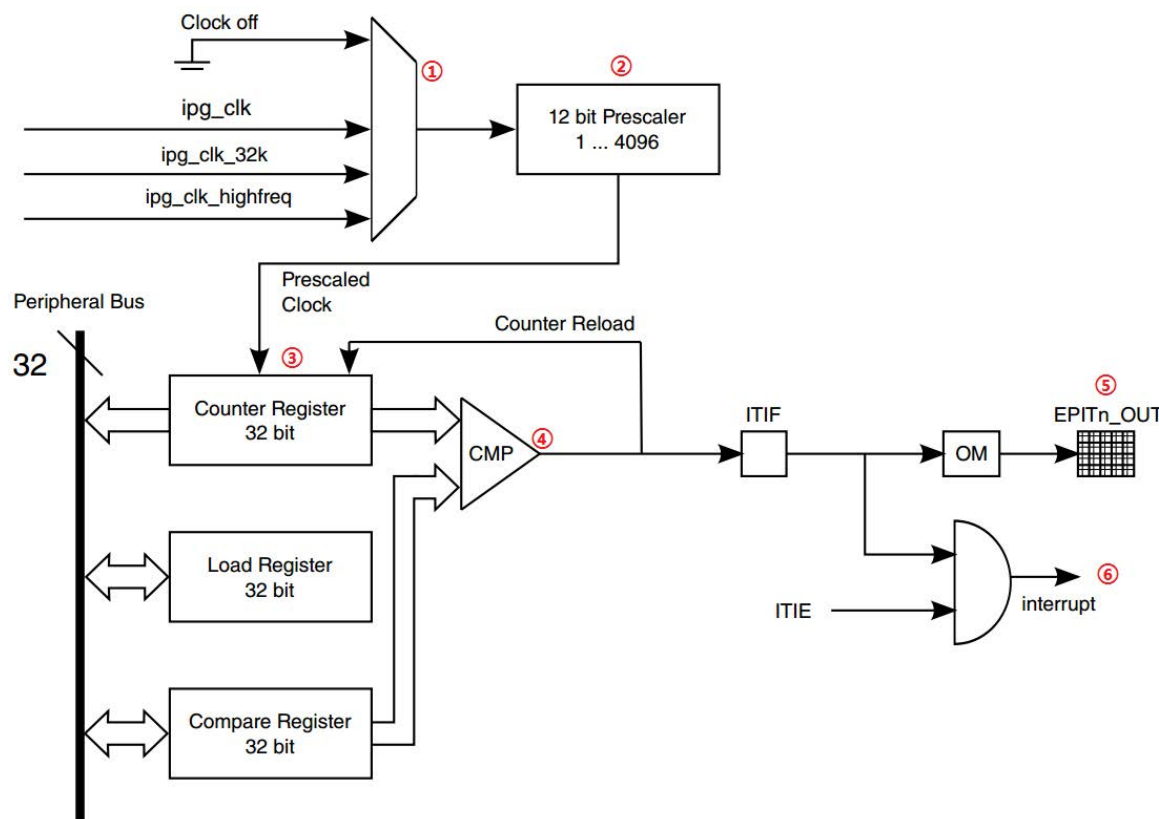 Clock off
①
②
ipg_clk
12 bit Prescaler
1 ... 4096
ipg_clk_32k
ipg_clk_highfreq
Prescaled
Clock
Peripheral Bus
32
Counter Reload
③
Counter Register
32 bit
CMP
④
ITIF
OM
⑤
EPITn_OUT
Load Register
32 bit
ITIE
⑥
interrupt
Compare Register
32 bit